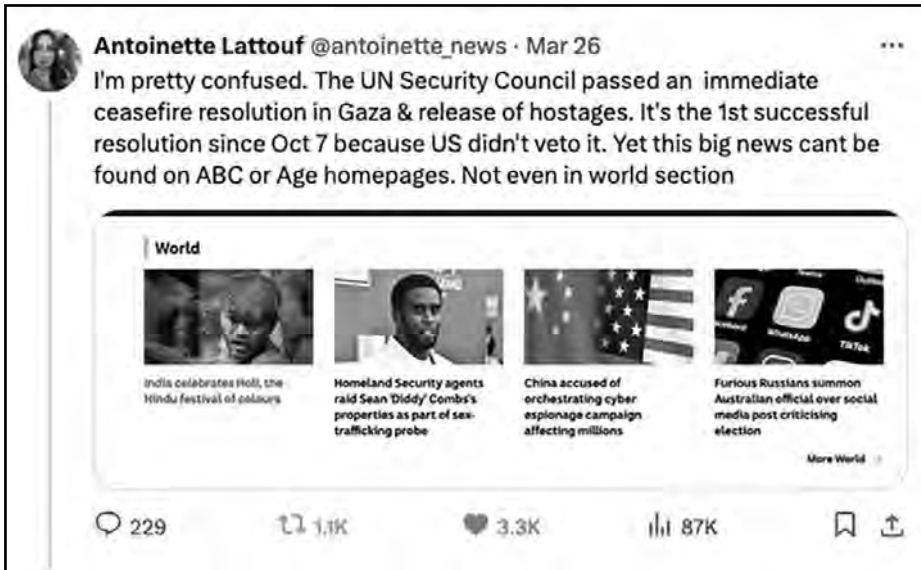 Antoinette Lattouf @antoinette_news · Mar 26
I'm pretty confused. The UN Security Council passed an immediate
ceasefire resolution in Gaza & release of hostages. It's the 1st successful
resolution since Oct 7 because US didn't veto it. Yet this big news cant be
found on ABC or Age homepages. Not even in world section
World
WhatsApp
TikTok
India celebrates Holi, the
Hindu festival of colours
Homeland Security agents
raid Sean 'Diddy' Combs's
properties as part of sex-
trafficking probe
China accused of
orchestrating cyber
espionage campaign
affecting millions
Furious Russians summon
Australian official over social
media post criticising
election
More World
229 1.1K 3.3K 87K